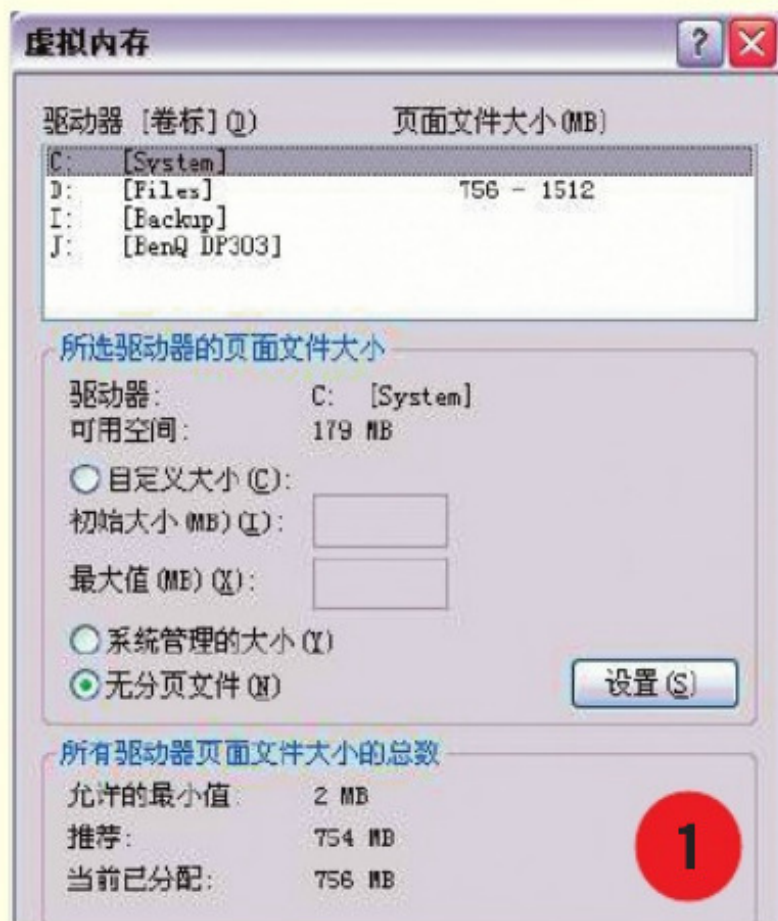 虚拟内存
驱动器 [卷标](D) 页面文件大小(MB)
C: [System]
D: [Files] 756 - 1512
I: [Backup]
J: [BenQ DP303]
所选驱动器的页面文件大小
驱动器: C: [System]
可用空间: 179 MB
自定义大小(C):
初始大小(MB)(I):
最大值(MB)(X):
系统管理的大小(Y)
无分页文件(N) 设置(S)
所有驱动器页面文件大小的总数
允许的最小值 2 MB
推荐: 754 MB
当前已分配: 756 MB
1